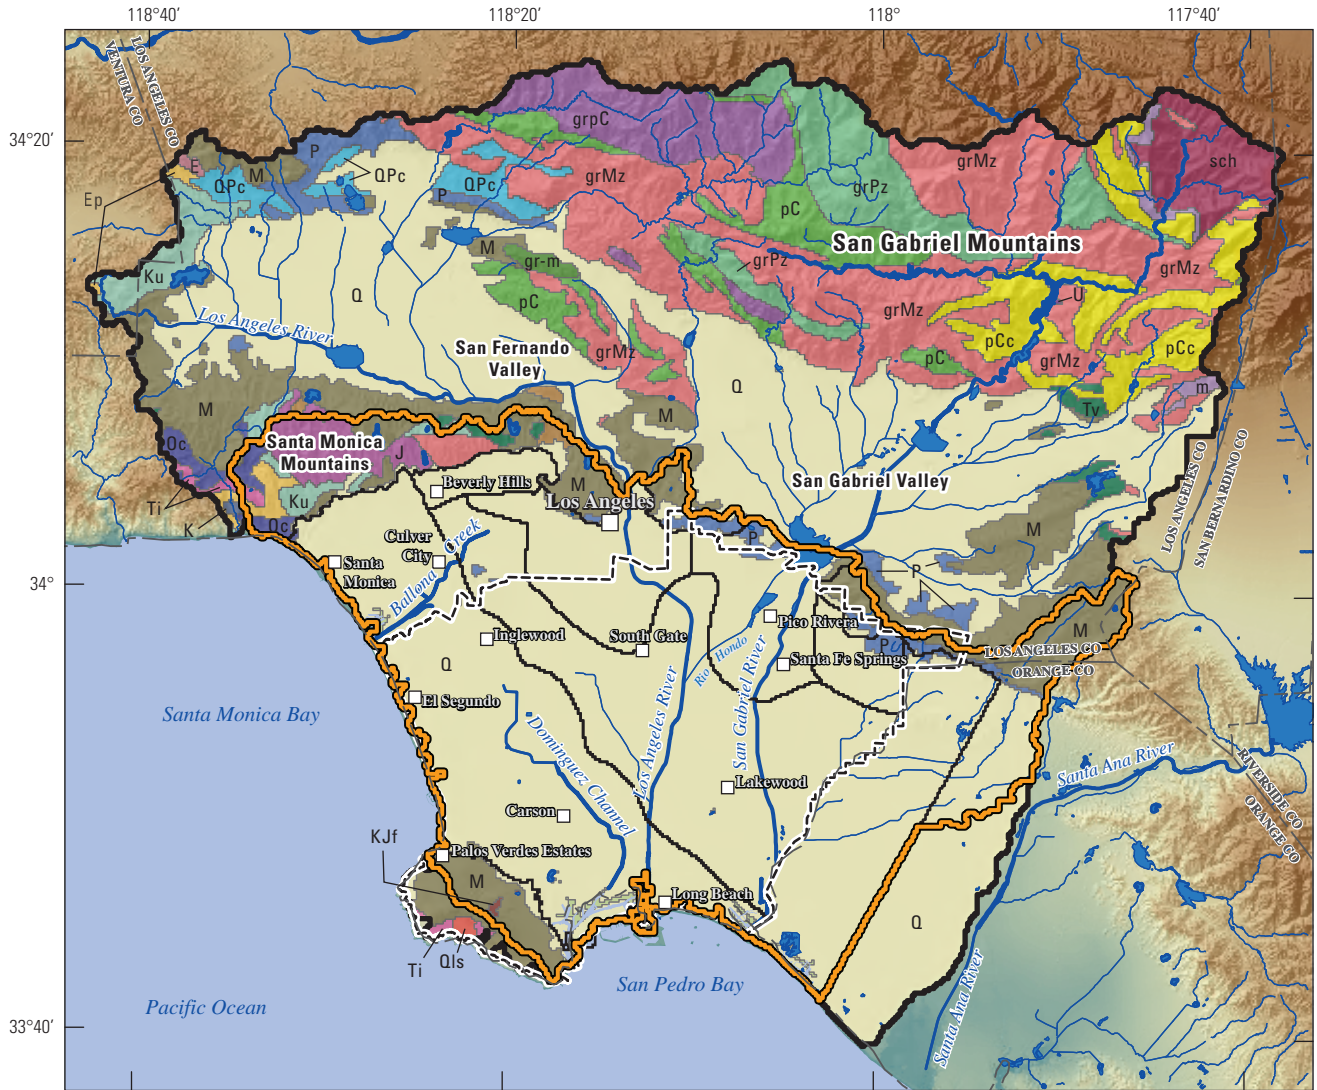 118°40′
118°20′
118°
117°40′
34°20′
34°
33°40′
LOS ANGELES CO
VENTURA CO
grpC
grMz
grPz
grMz
sch
pC
P
QPc
E
M
QPc
QPc
P
Ep
Ku
M
gr-m
pC
grPz
San Gabriel Mountains
grMz
Q
Los Angeles River
San Fernando
Valley
grMz
grMz
U
pCc
pC
grMz
pCc
m
Q
M
Tv
M
Oc
Santa Monica
Mountains
J
Ti
K
Ku
Oc
Beverly Hills
M
Los Angeles
San Gabriel Valley
LOS ANGELES CO
SAN BERNARDINO CO
M
Culver
City
Santa
Monica
Ballona Creek
P
P
Pico Rivera
M
Inglewood
South Gate
Rio Hondo
San Gabriel River
Santa Fe Springs
PU
LOS ANGELES CO
ORANGE CO
Q
El Segundo
Santa Monica Bay
Dominguez Channel
Los Angeles River
Lakewood
Santa Ana River
RIVERSIDE CO
ORANGE CO
Carson
KJf
Palos Verdes Estates
M
Long Beach
Q
Ti
Qls
San Pedro Bay
Pacific Ocean
Santa Ana River